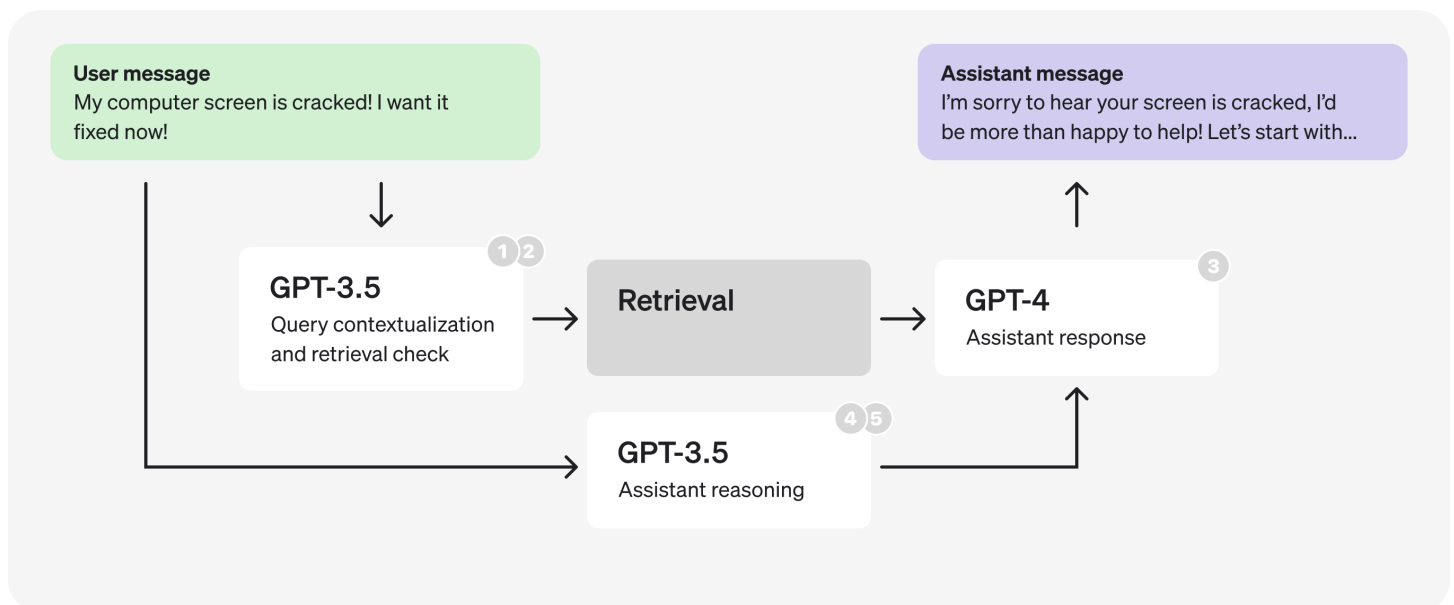 User message
My computer screen is cracked! I want it
fixed now!
Assistant message
I’m sorry to hear your screen is cracked, I’d
be more than happy to help! Let’s start with...
1 2
GPT-3.5
Query contextualization
and retrieval check
Retrieval
3
GPT-4
Assistant response
4 5
GPT-3.5
Assistant reasoning